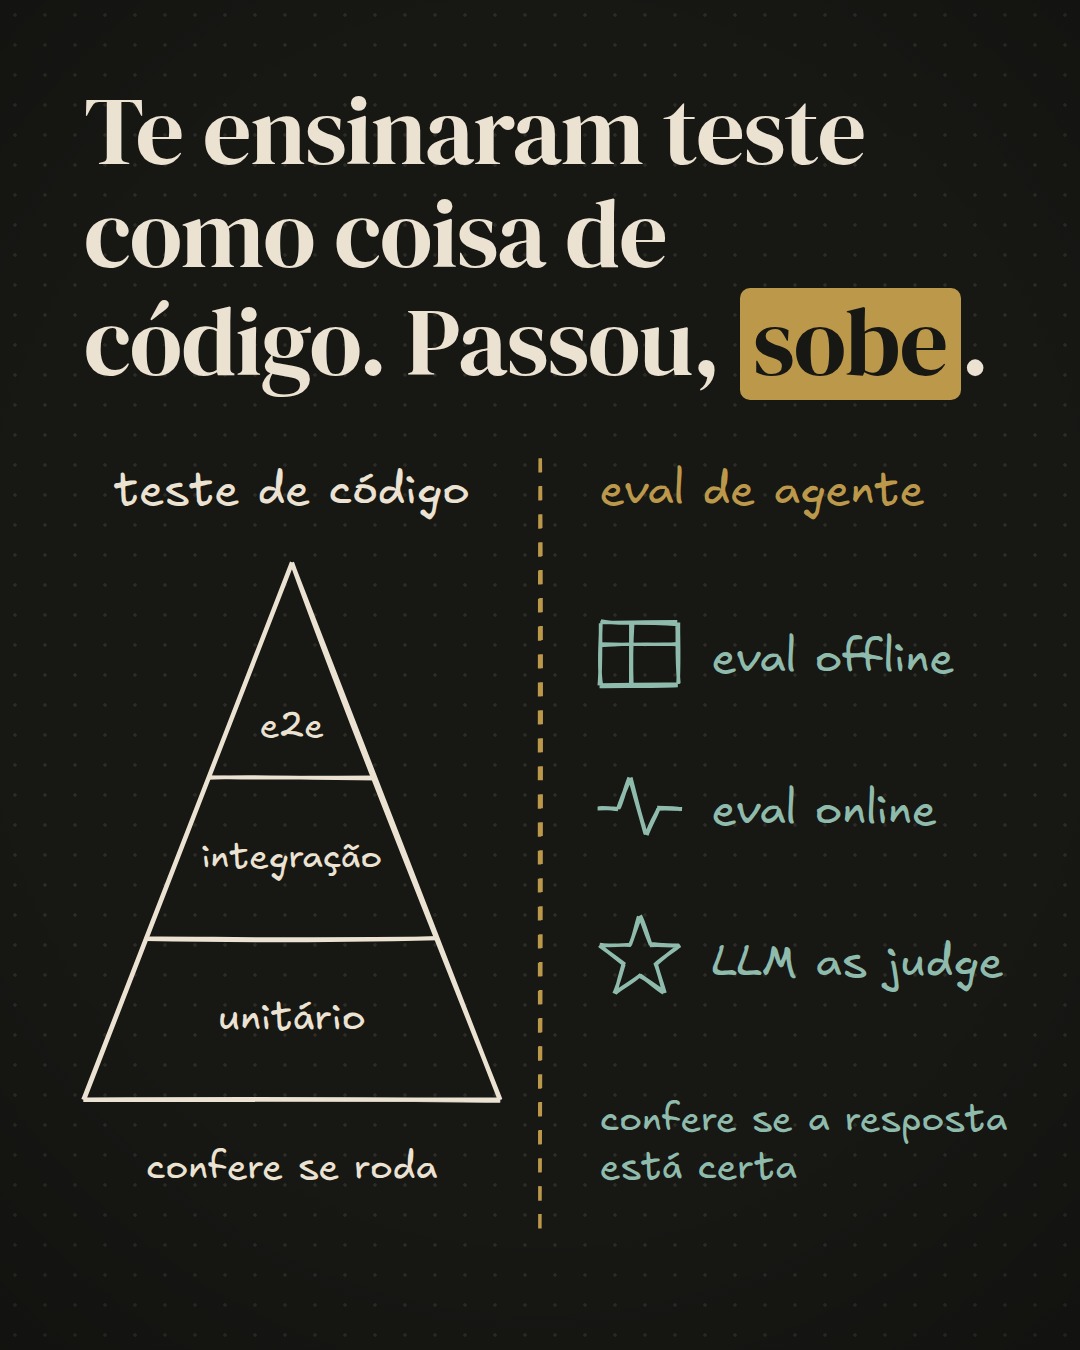 Te ensinaram teste
como coisa de
código. Passou, sobe.
teste de código
e2e
integração
unitário
confere se roda
eval de agente
eval offline
eval online
LLM as judge
confere se a resposta
está certa